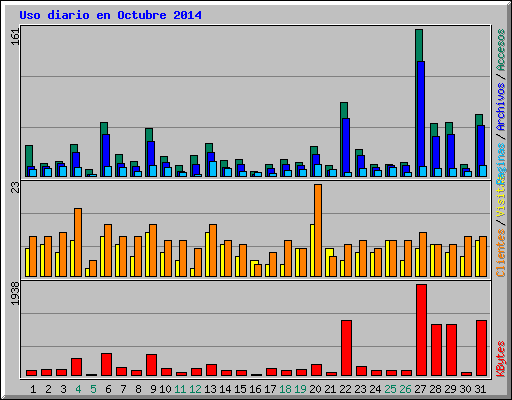 Uso diario en Octubre 2014
161
23
1938
Clientes / Visitas
Paginas / Archivos / Accesos
KBytes
1 2 3 4 5 6 7 8 9 10 11 12 13 14 15 16 17 18 19 20 21 22 23 24 25 26 27 28 29 30 31